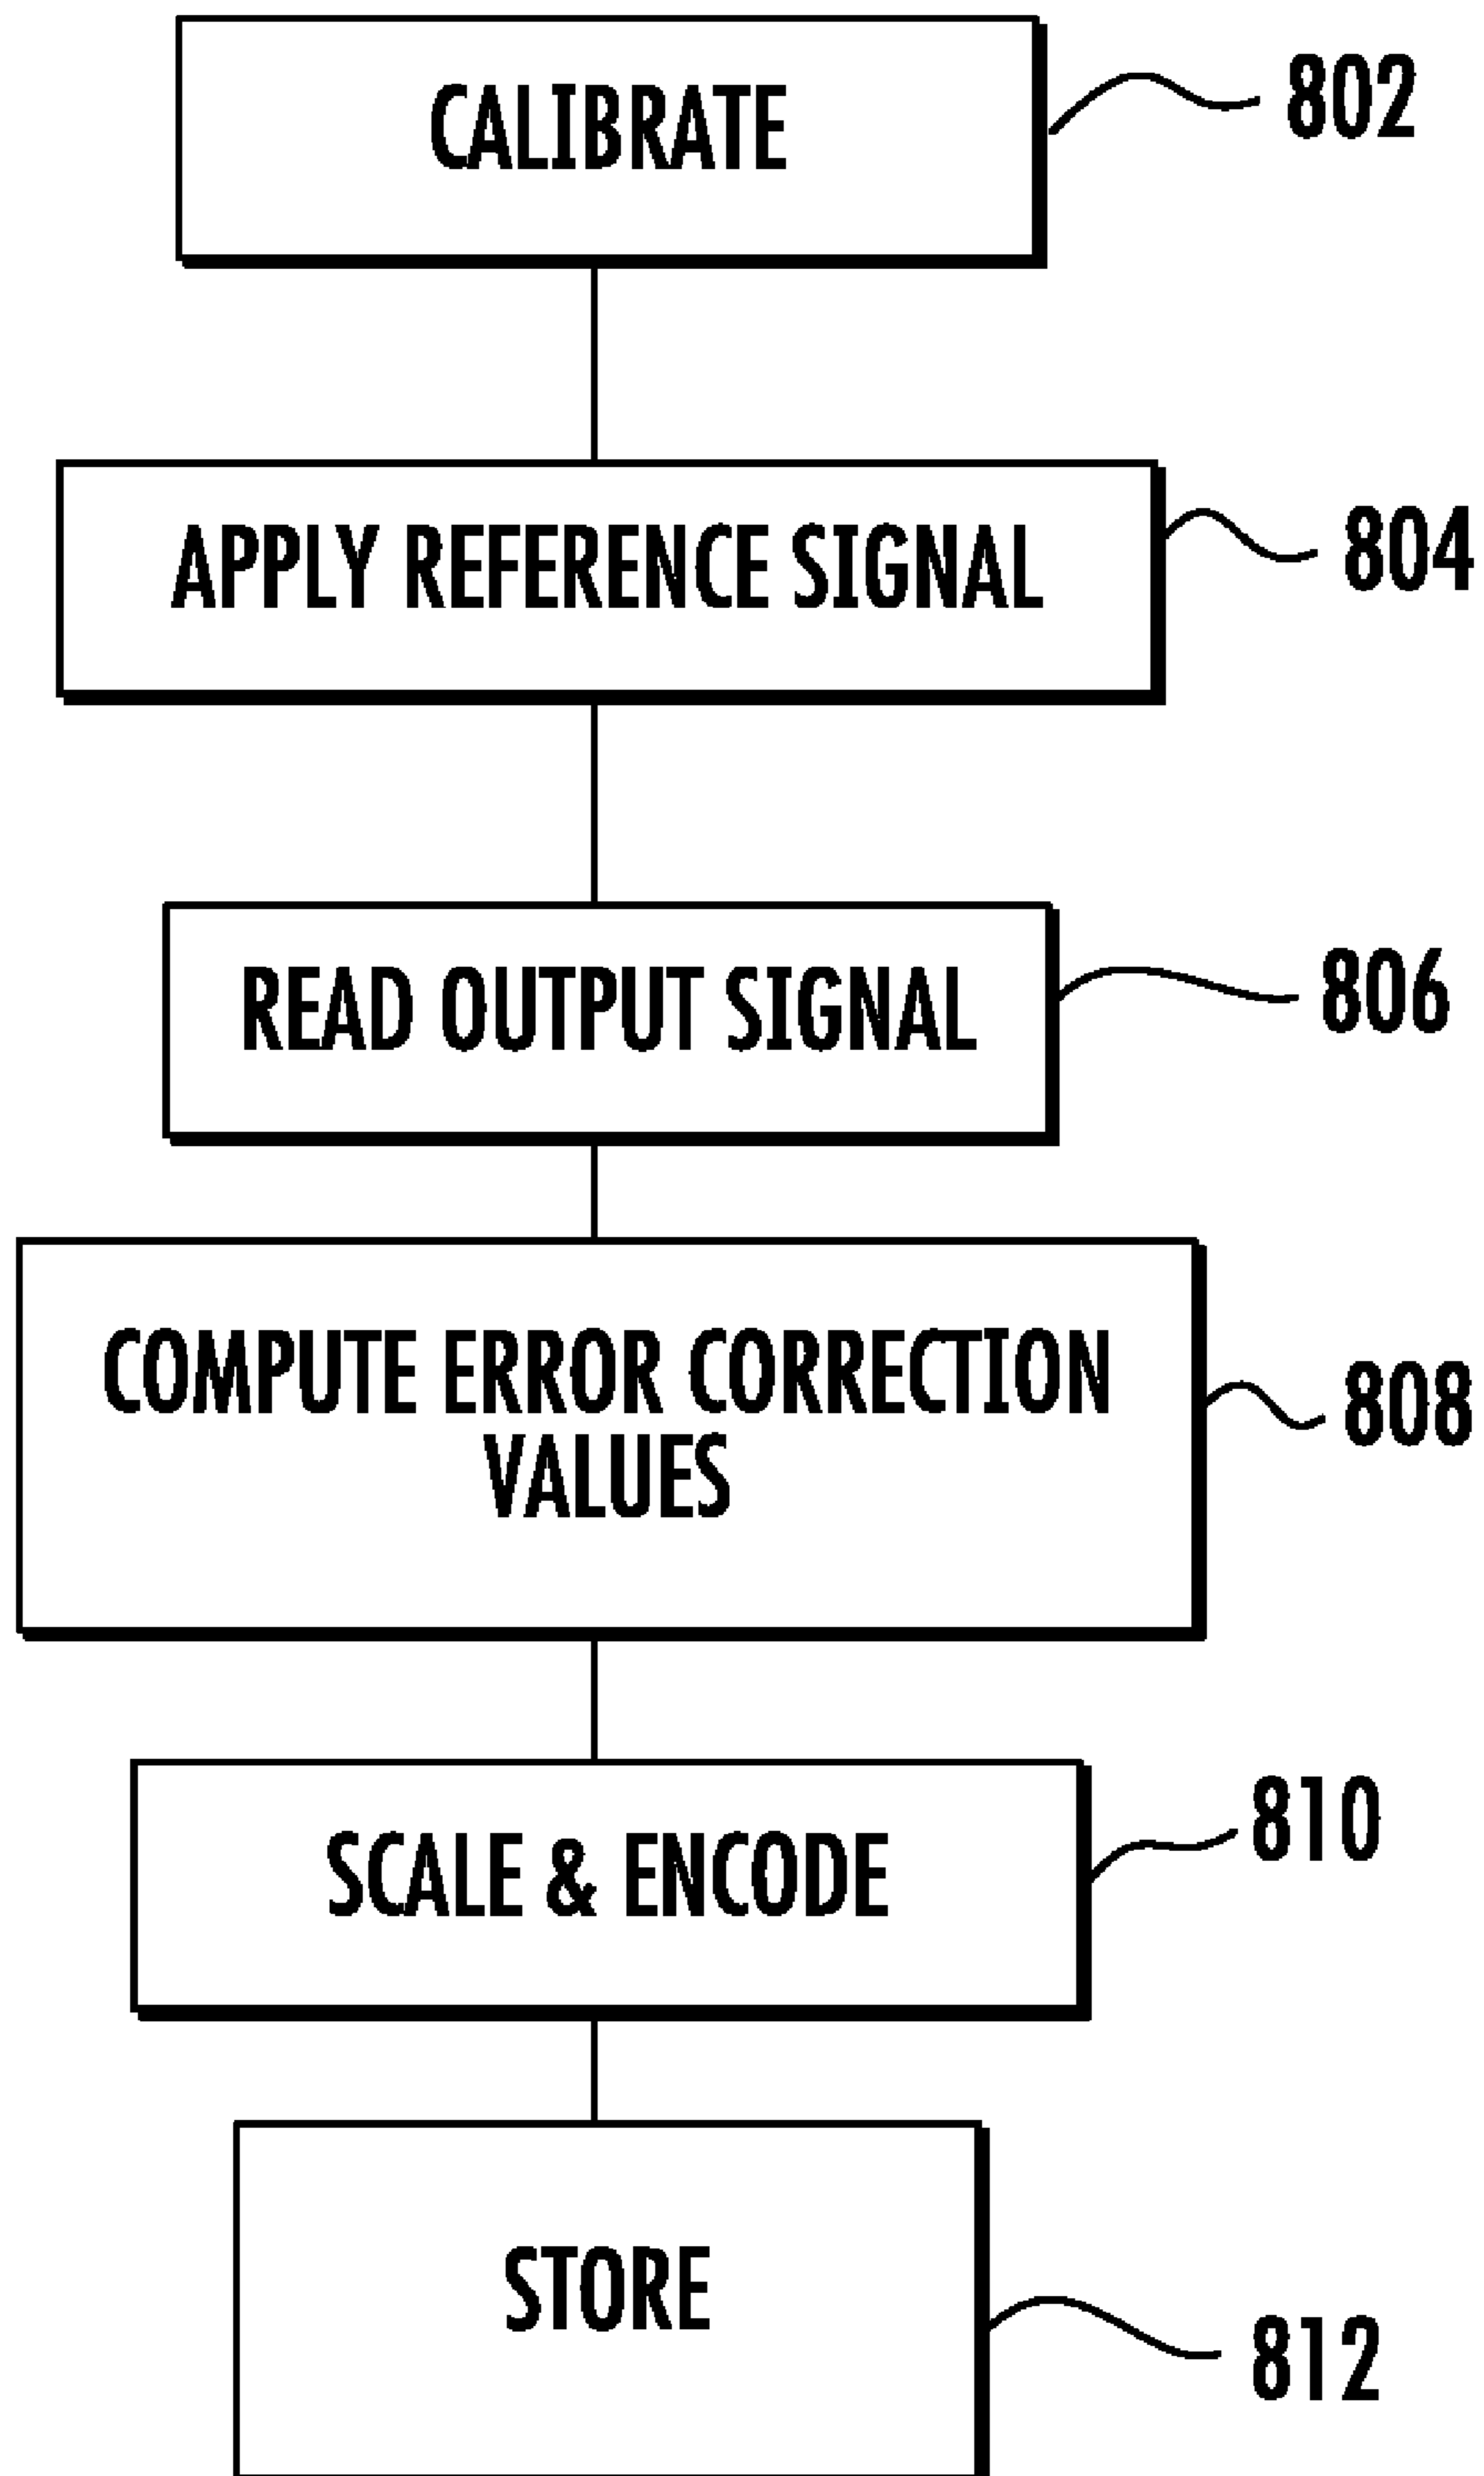 CALIBRATE
802
APPLY REFERENCE SIGNAL
804
READ OUTPUT SIGNAL
806
COMPUTE ERROR CORRECTION
VALUES
808
SCALE & ENCODE
810
STORE
812